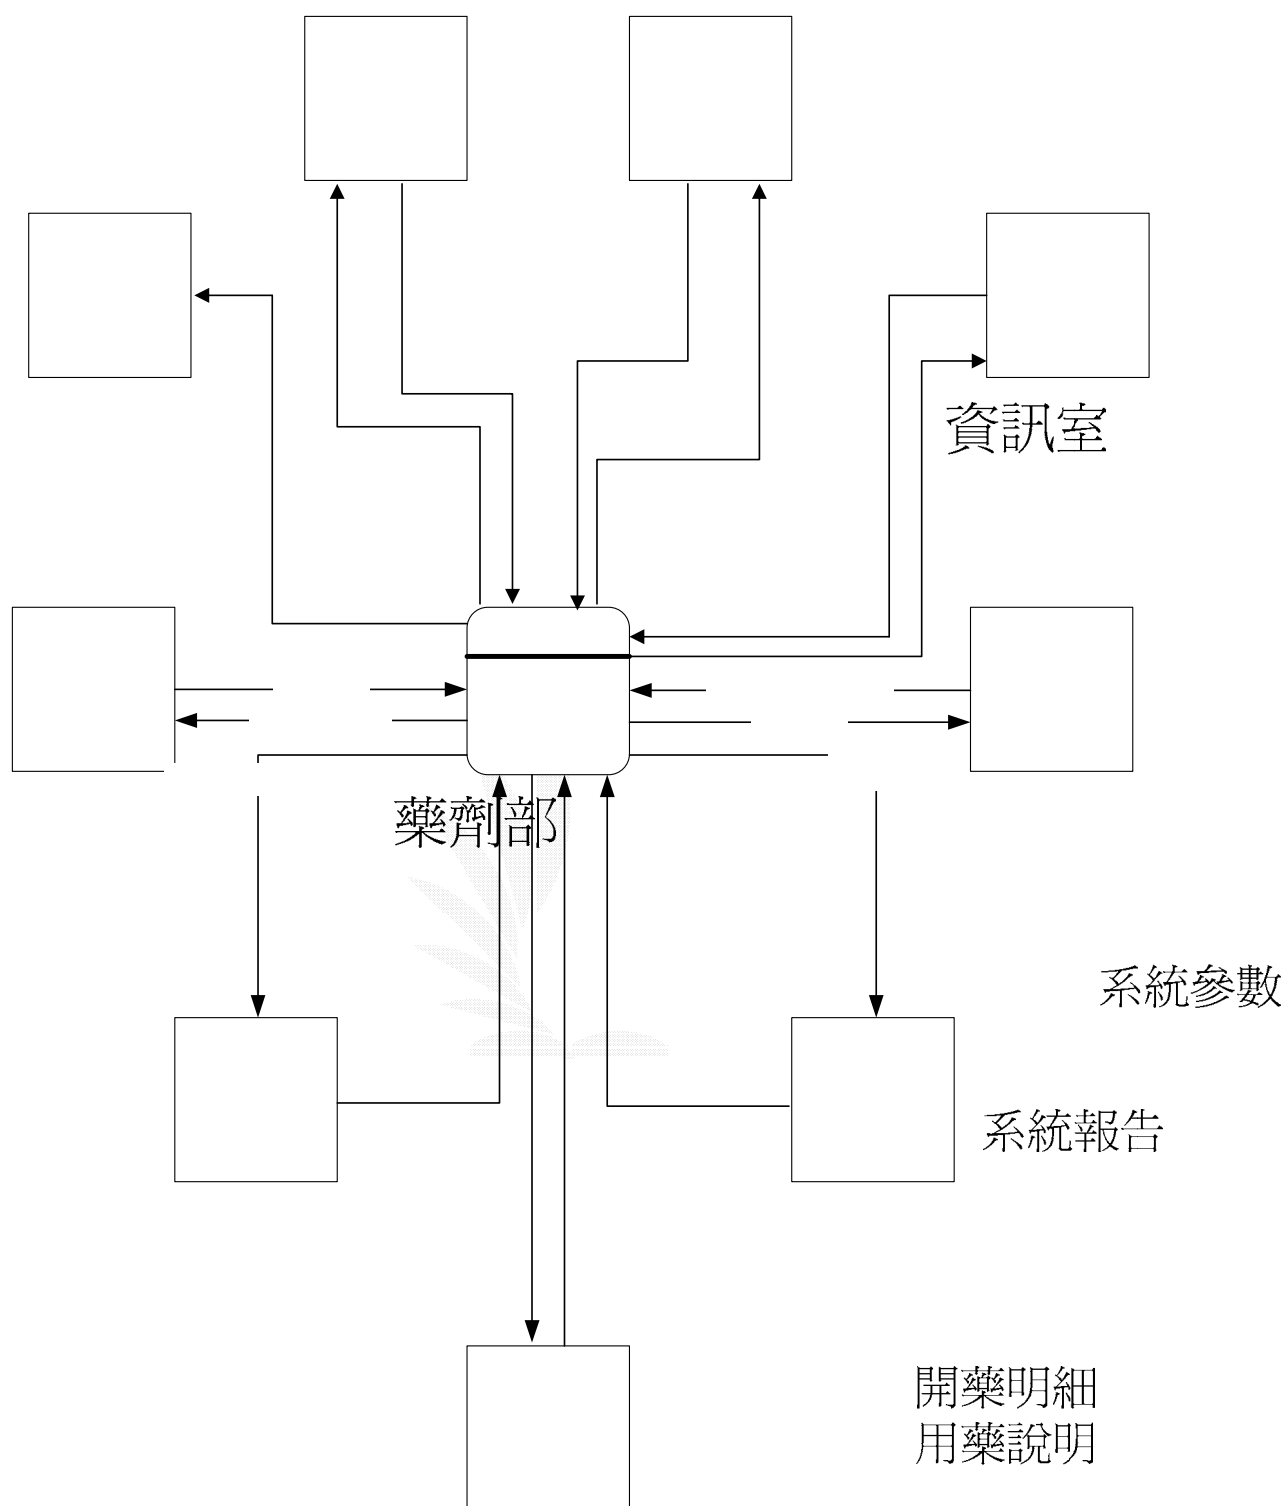 資訊室
藥劑部
系統參數
系統報告
開藥明細
用藥說明